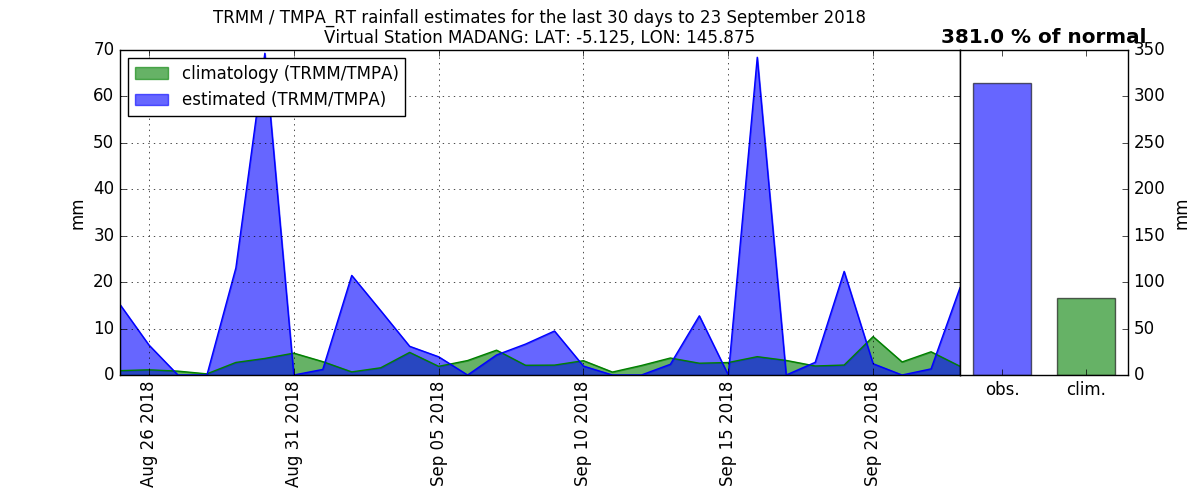 TRMM / TMPA_RT rainfall estimates for the last 30 days to 23 September 2018
Virtual Station MADANG: LAT: -5.125, LON: 145.875
381.0 % of normal
climatology (TRMM/TMPA)
estimated (TRMM/TMPA)
70
60
50
40
30
20
10
0
mm
Aug 26 2018
Aug 31 2018
Sep 05 2018
Sep 10 2018
Sep 15 2018
Sep 20 2018
350
300
250
200
150
100
50
0
mm
obs.
clim.